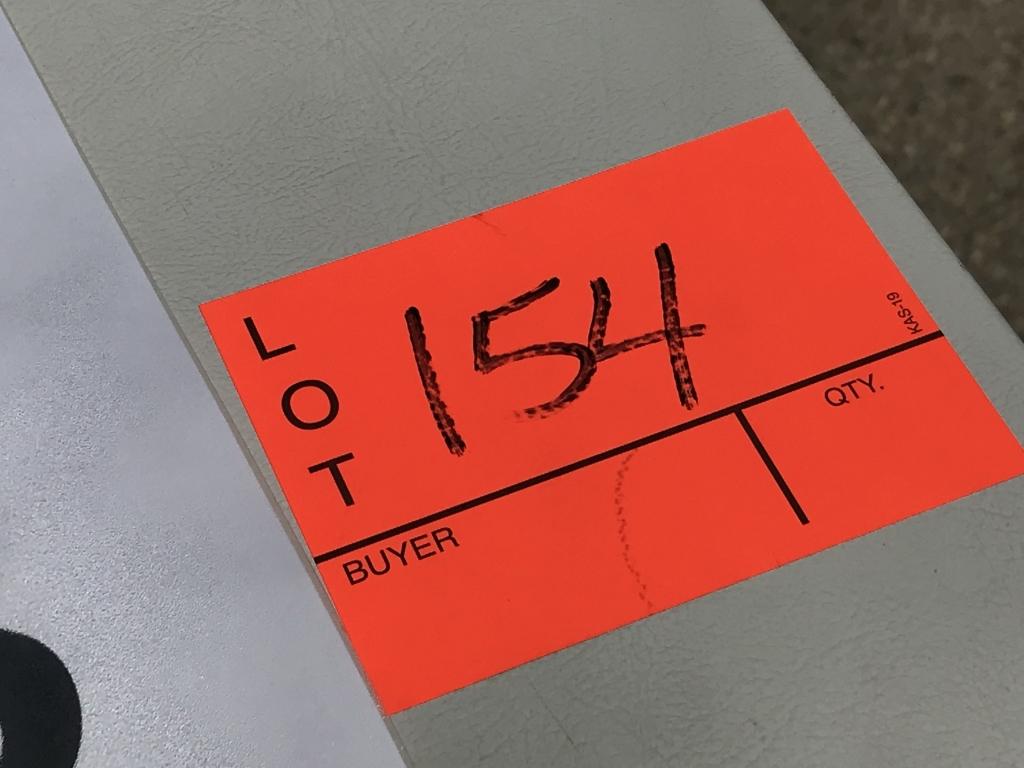 LOT 154
KAS-19
BUYER
QTY.